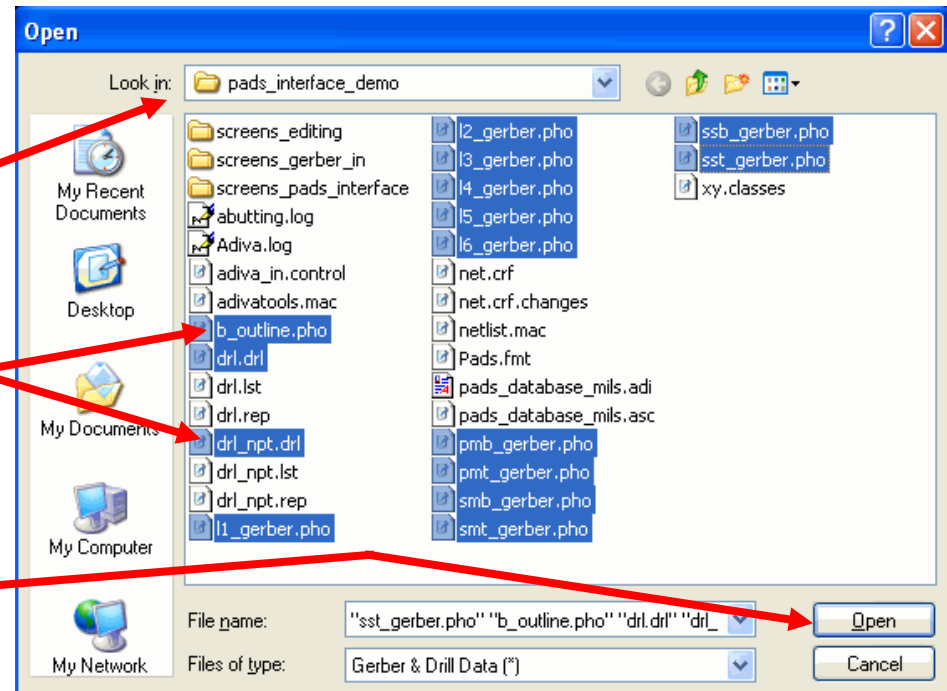 Open
Look in:
pads_interface_demo
My Recent
Documents
Desktop
My Documents
My Computer
My Network
screens_editing
screens_gerber_in
screens_pads_interface
abutting.log
Adiva.log
adiva_in.control
adivatools.mac
b_outline.pho
drl.drl
drl.lst
drl.rep
drl_npt.drl
drl_npt.lst
drl_npt.rep
l1_gerber.pho
l2_gerber.pho
l3_gerber.pho
l4_gerber.pho
l5_gerber.pho
l6_gerber.pho
net.crf
net.crf.changes
netlist.mac
Pads.fmt
pads_database_mils.adi
pads_database_mils.asc
pmb_gerber.pho
pmt_gerber.pho
smb_gerber.pho
smt_gerber.pho
ssb_gerber.pho
sst_gerber.pho
xy.classes
File name:
"sst_gerber.pho" "b_outline.pho" "drl.drl" "drl_
Open
Files of type:
Gerber & Drill Data (*)
Cancel